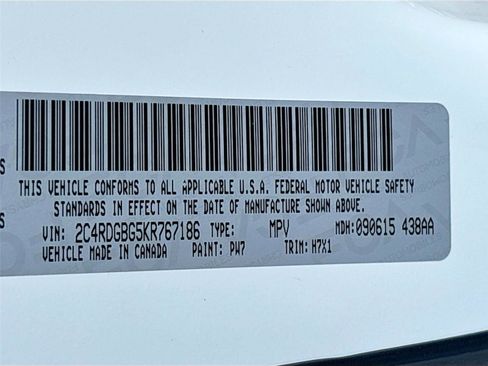 THIS VEHICLE CONFORMS TO ALL APPLICABLE U.S.A. FEDERAL MOTOR VEHICLE SAFETY
STANDARDS IN EFFECT ON THE DATE OF MANUFACTURE SHOWN ABOVE.
VIN: 2C4RDGBG5KR767186 TYPE: MPV MDH: 090615 438AA
VEHICLE MADE IN CANADA PAINT: PW7 TRIM: H7X1